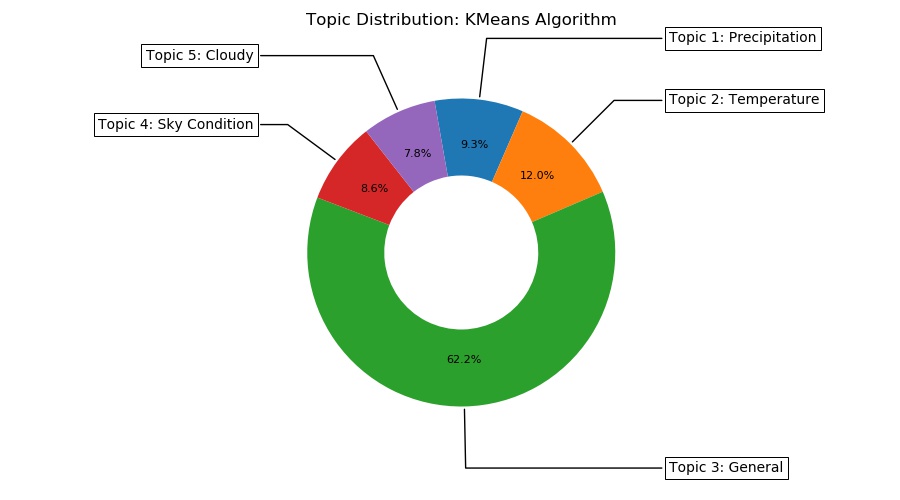 Topic Distribution: KMeans Algorithm
Topic 1: Precipitation
Topic 5: Cloudy
Topic 2: Temperature
Topic 4: Sky Condition
9.3%
7.8%
12.0%
8.6%
62.2%
Topic 3: General